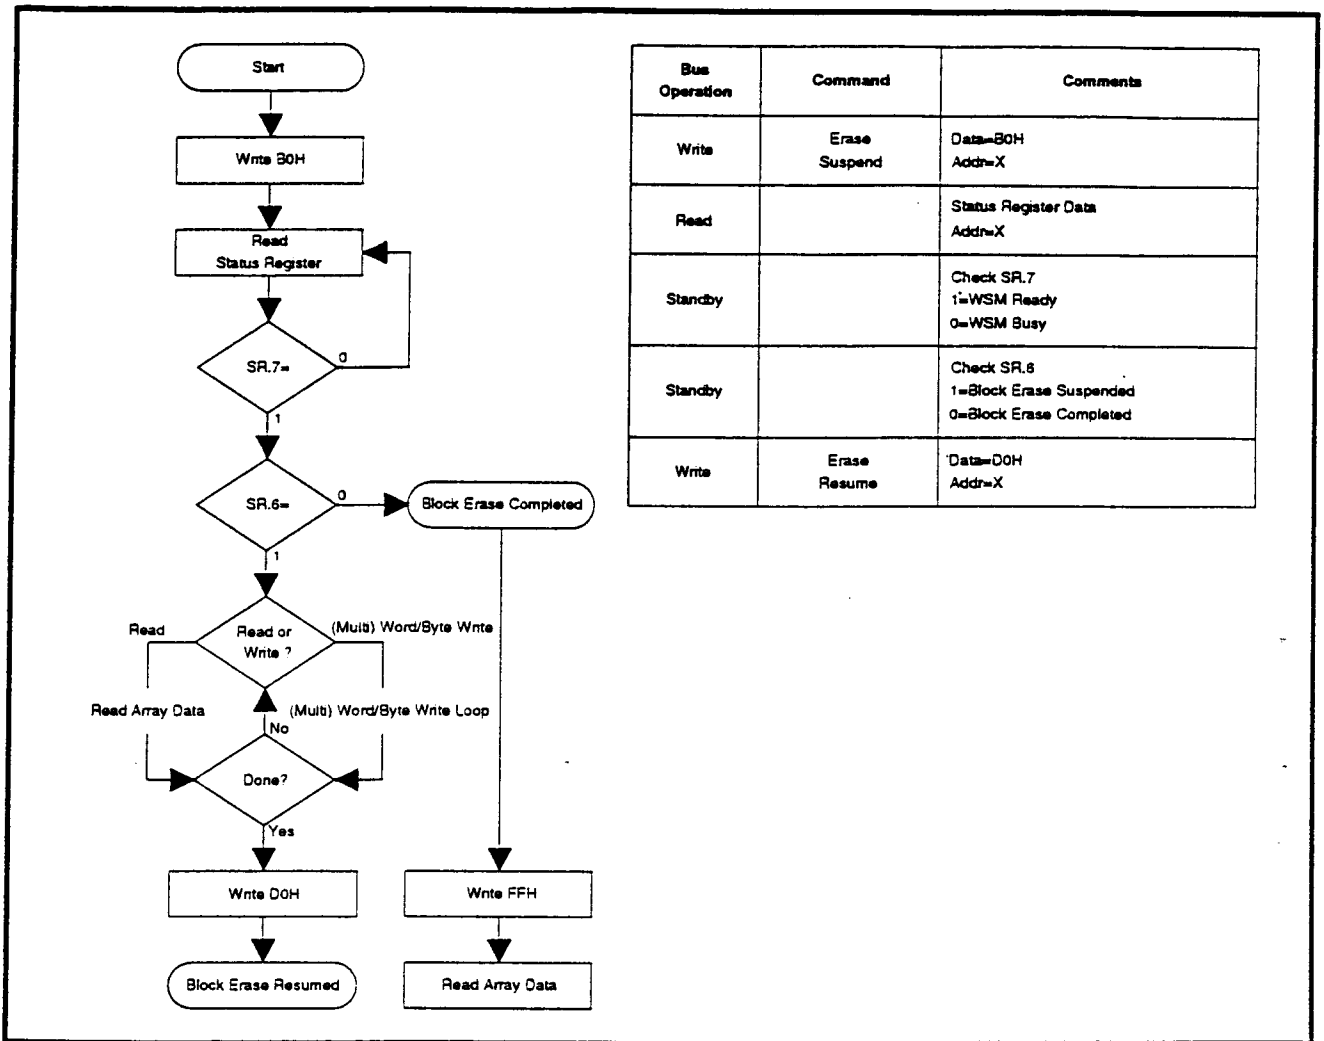 Start
Write B0H
Read
Status Register
SR.7=
0
1
SR.6=
0
Block Erase Completed
1
Read or
Write ?
Read
(Multi) Word/Byte Write
Read Array Data
(Multi) Word/Byte Write Loop
No
Done?
Yes
Write D0H
Write FFH
Block Erase Resumed
Read Array Data
Bus
Operation
Command
Comments
Write
Erase
Suspend
Data=B0H
Addr=X
Read
Status Register Data
Addr=X
Standby
Check SR.7
1=WSM Ready
0=WSM Busy
Standby
Check SR.6
1=Block Erase Suspended
0=Block Erase Completed
Write
Erase
Resume
Data=D0H
Addr=X